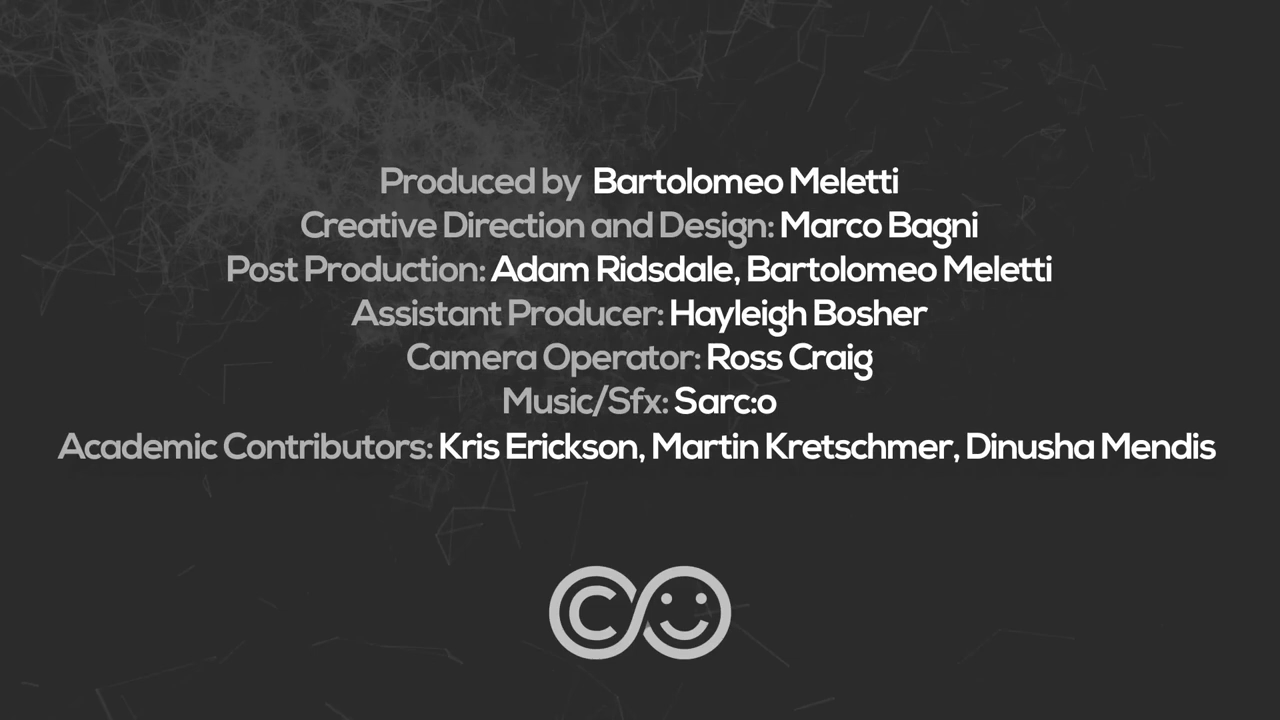 Produced by Bartolomeo Meletti
Creative Direction and Design: Marco Bagni
Post Production: Adam Ridsdale, Bartolomeo Meletti
Assistant Producer: Hayleigh Bosher
Camera Operator: Ross Craig
Music/Sfx: Sarc:o
Academic Contributors: Kris Erickson, Martin Kretschmer, Dinusha Mendis